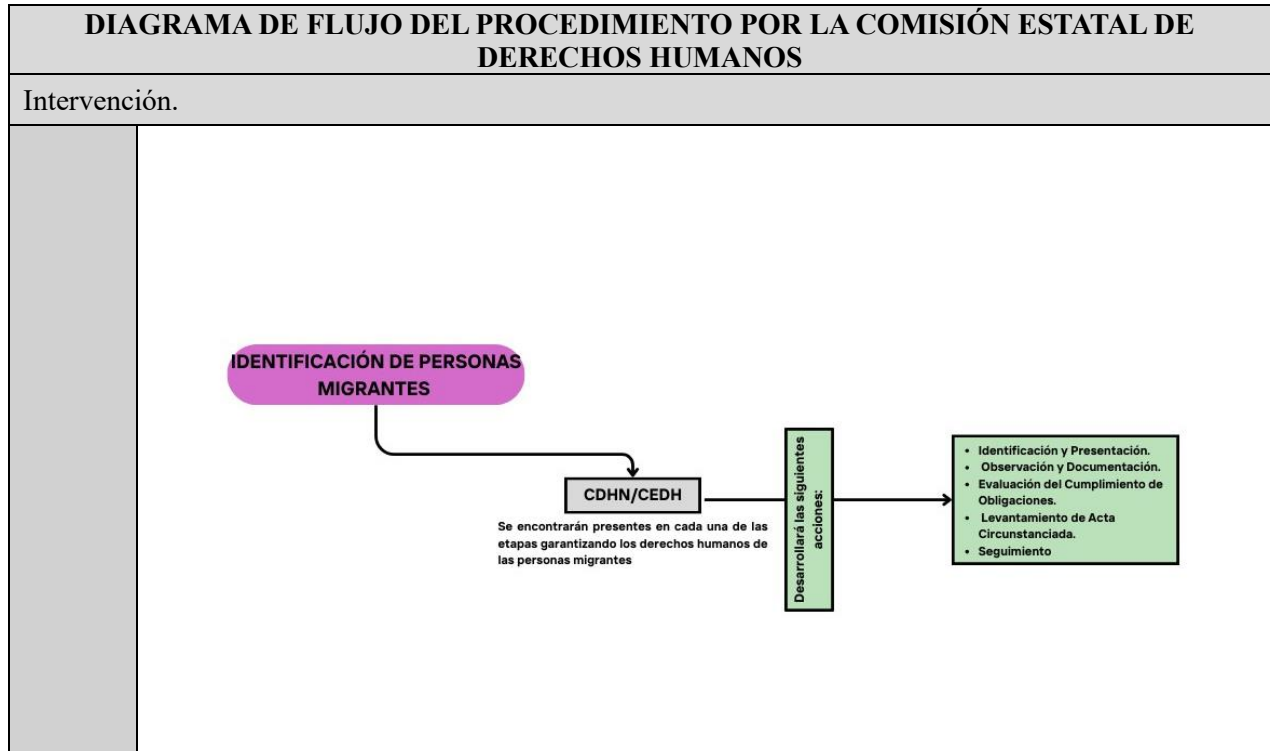 DIAGRAMA DE FLUJO DEL PROCEDIMIENTO POR LA COMISIÓN ESTATAL DE
DERECHOS HUMANOS
Intervención.
IDENTIFICACIÓN DE PERSONAS
MIGRANTES
CDHN/CEDH
Se encontrarán presentes en cada una de las
etapas garantizando los derechos humanos de
las personas migrantes
Desarrollará las siguientes
acciones:
• Identificación y Presentación.
• Observación y Documentación.
• Evaluación del Cumplimiento de
Obligaciones.
• Levantamiento de Acta
Circunstanciada.
• Seguimiento